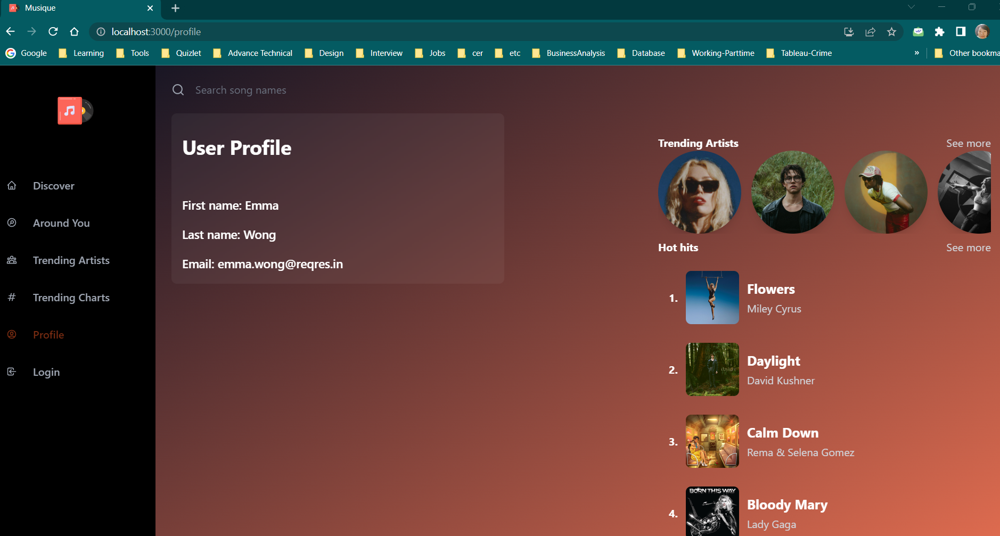 Musique
localhost:3000/profile
Google Learning Tools Quizlet Advance Technical Design Interview Jobs cer etc BusinessAnalysis Database Working-Parttime Tableau-Crime » Other bookma
Search song names
Discover
Around You
Trending Artists
# Trending Charts
Profile
Login
User Profile
First name: Emma
Last name: Wong
Email: emma.wong@reqres.in
Trending Artists See more
Hot hits See more
1. Flowers
Miley Cyrus
2. Daylight
David Kushner
daylight
3. Calm Down
Rema & Selena Gomez
BORN THIS WAY
4. Bloody Mary
Lady Gaga